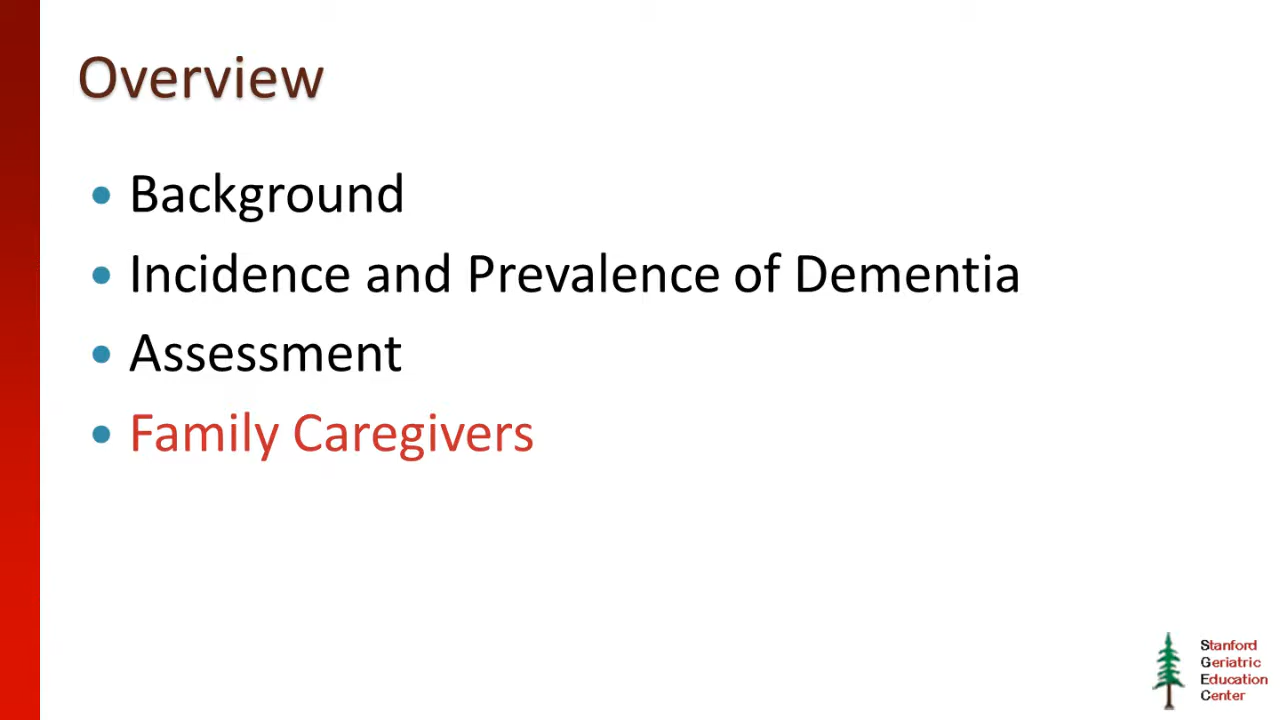 Overview
• Background
• Incidence and Prevalence of Dementia
• Assessment
• Family Caregivers
Stanford
Geriatric
Education
Center